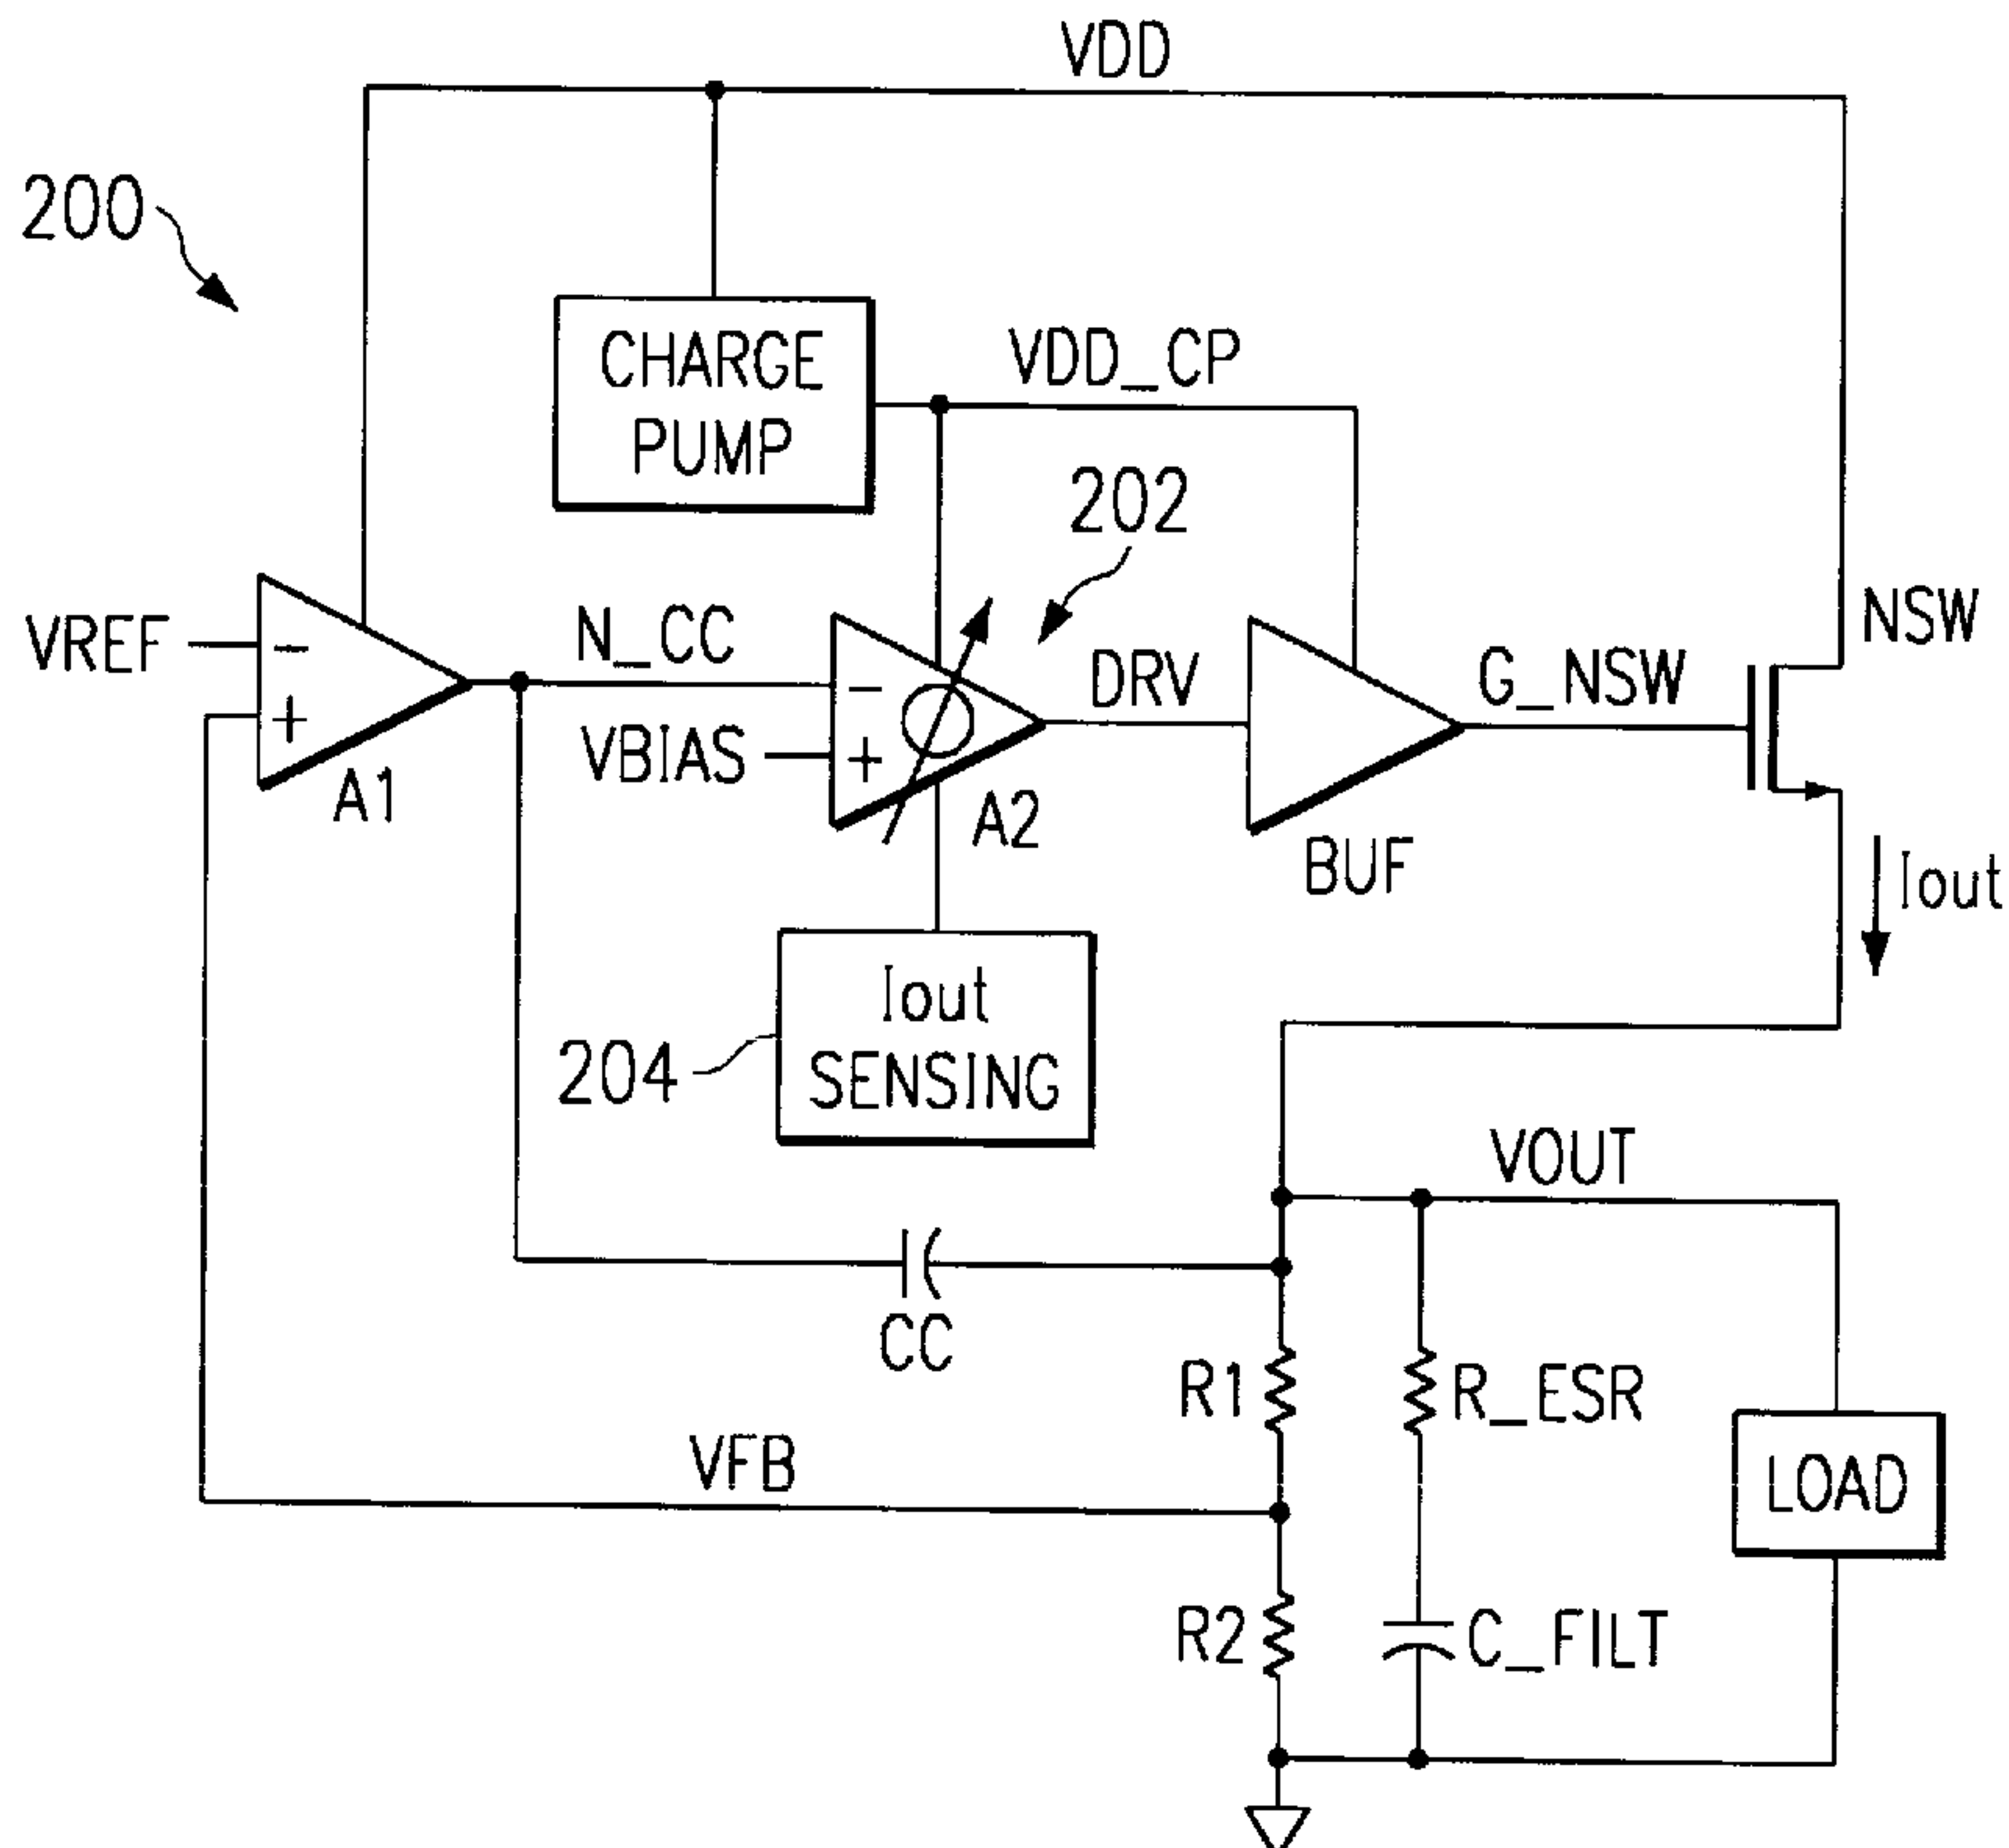 VDD
200
CHARGE
PUMP
VDD_CP
202
VREF
-
+
A1
N_CC
VBIAS
-
+
A2
DRV
BUF
G_NSW
NSW
Iout
Iout
SENSING
204
VOUT
CC
R1
R_ESR
LOAD
VFB
R2
C_FILT